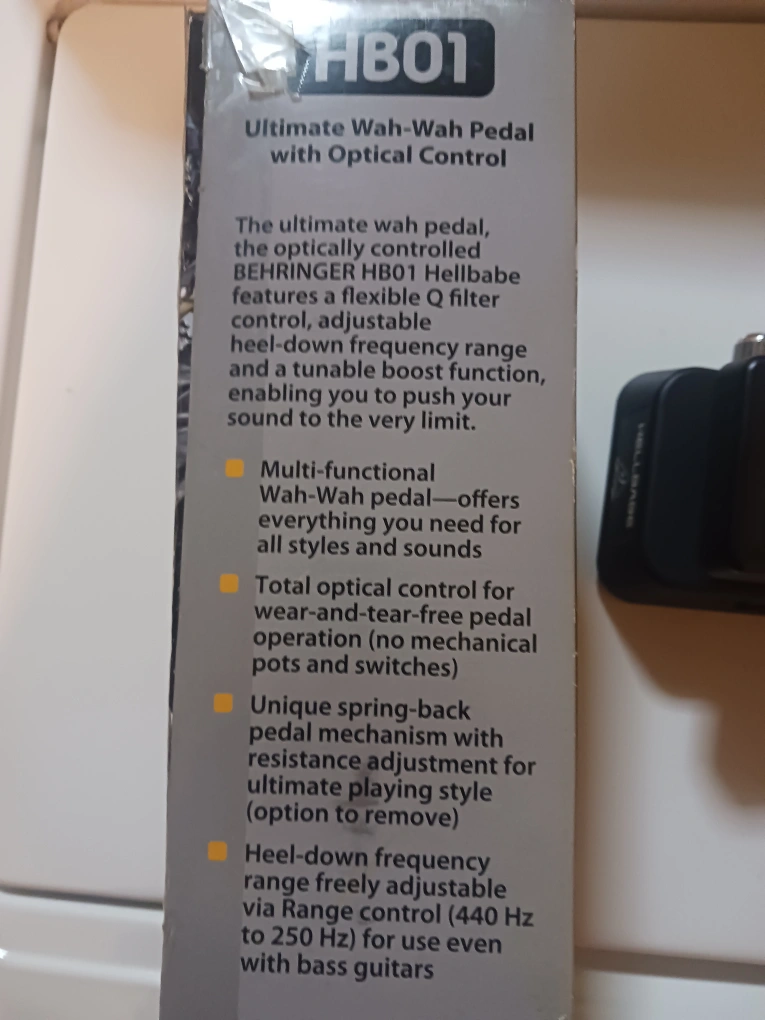 HB01
Ultimate Wah-Wah Pedal
with Optical Control
The ultimate wah pedal,
the optically controlled
BEHRINGER HB01 Hellbabe
features a flexible Q filter
control, adjustable
heel-down frequency range
and a tunable boost function,
enabling you to push your
sound to the very limit.
Multi-functional
Wah-Wah pedal—offers
everything you need for
all styles and sounds
Total optical control for
wear-and-tear-free pedal
operation (no mechanical
pots and switches)
Unique spring-back
pedal mechanism with
resistance adjustment for
ultimate playing style
(option to remove)
Heel-down frequency
range freely adjustable
via Range control (440 Hz
to 250 Hz) for use even
with bass guitars
HELLBABE